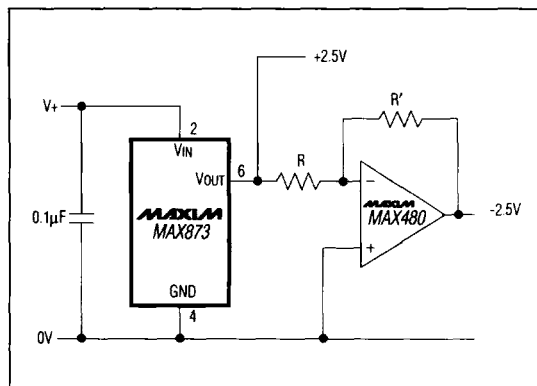 +2.5V
V+
2
VIN
R'
VOUT
6
R
−
MAXIM
MAX480
-2.5V
0.1µF
MAXIM
MAX873
+
GND
4
0V